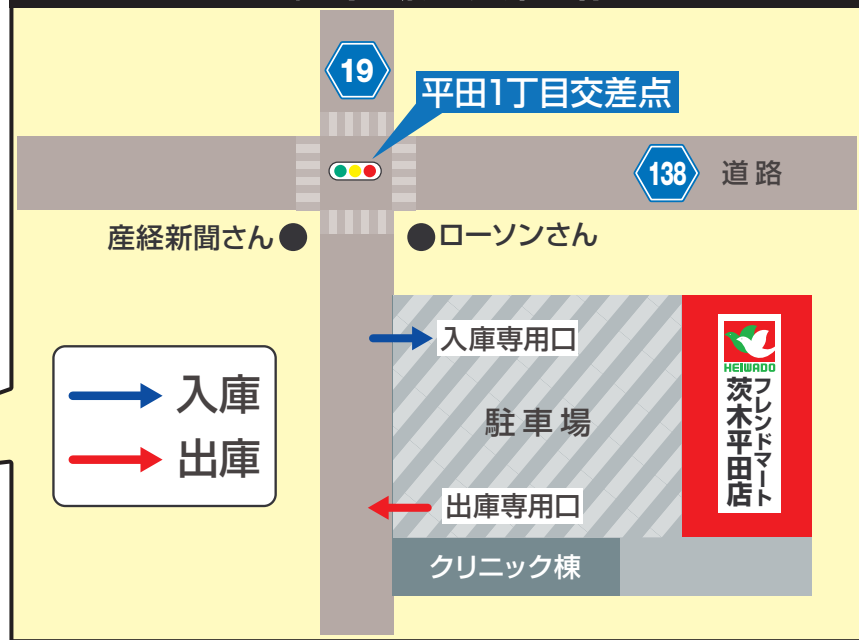 19
平田1丁目交差点
138
道路
産経新聞さん
ローソンさん
入庫専用口
HEIWADO
フレンドマート
茨木平田店
入庫
駐車場
出庫
出庫専用口
クリニック棟